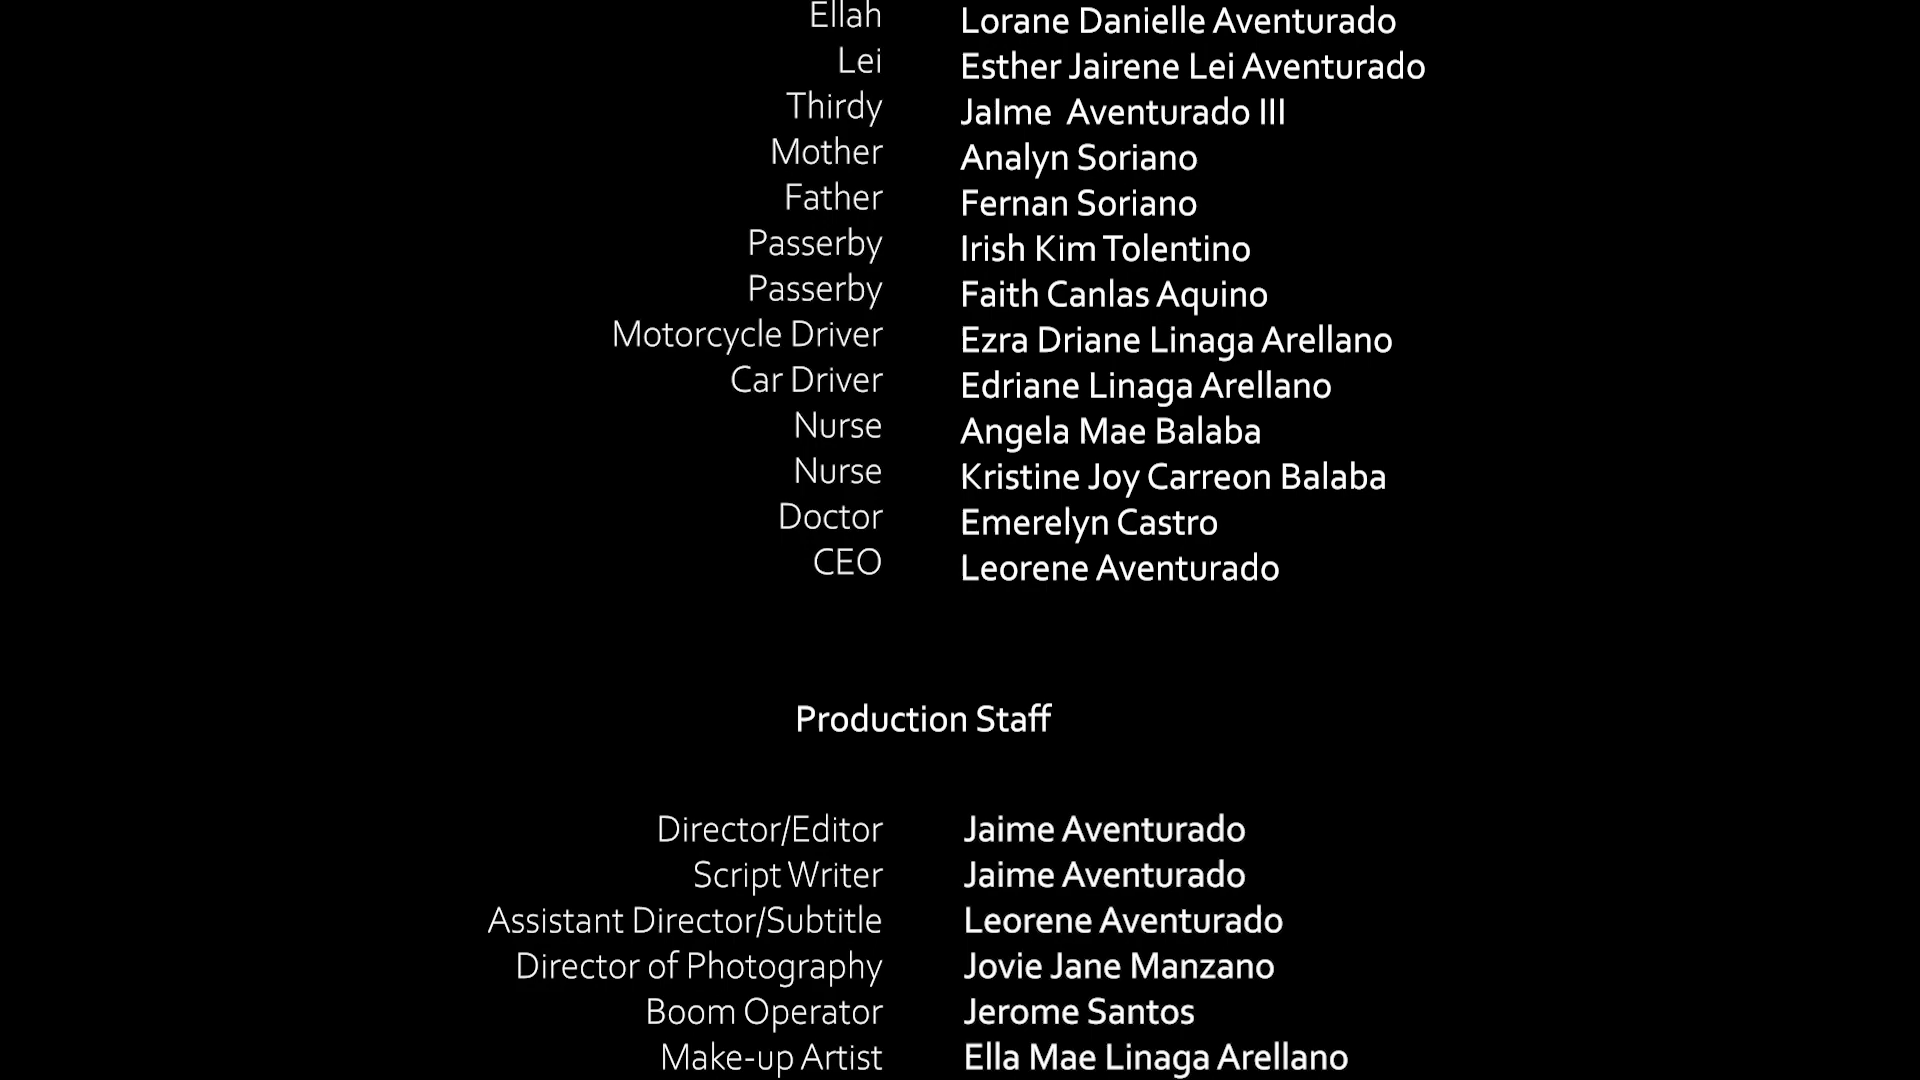 Ellah Lorane Danielle Aventurado
Lei Esther Jairene Lei Aventurado
Thirdy JaIme  Aventurado III
Mother Analyn Soriano
Father Fernan Soriano
Passerby Irish Kim Tolentino
Passerby Faith Canlas Aquino
Motorcycle Driver Ezra Driane Linaga Arellano
Car Driver Edriane Linaga Arellano
Nurse Angela Mae Balaba
Nurse Kristine Joy Carreon Balaba
Doctor Emerelyn Castro
CEO Leorene Aventurado
Production Staff
Director/Editor Jaime Aventurado
Script Writer Jaime Aventurado
Assistant Director/Subtitle Leorene Aventurado
Director of Photography Jovie Jane Manzano
Boom Operator Jerome Santos
Make-up Artist Ella Mae Linaga Arellano